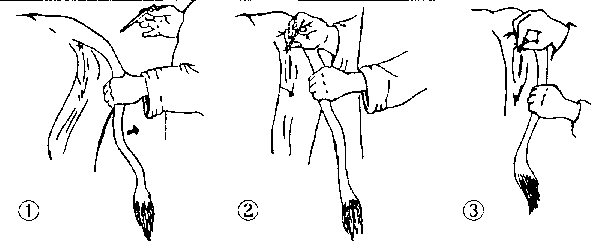 ① ② ③